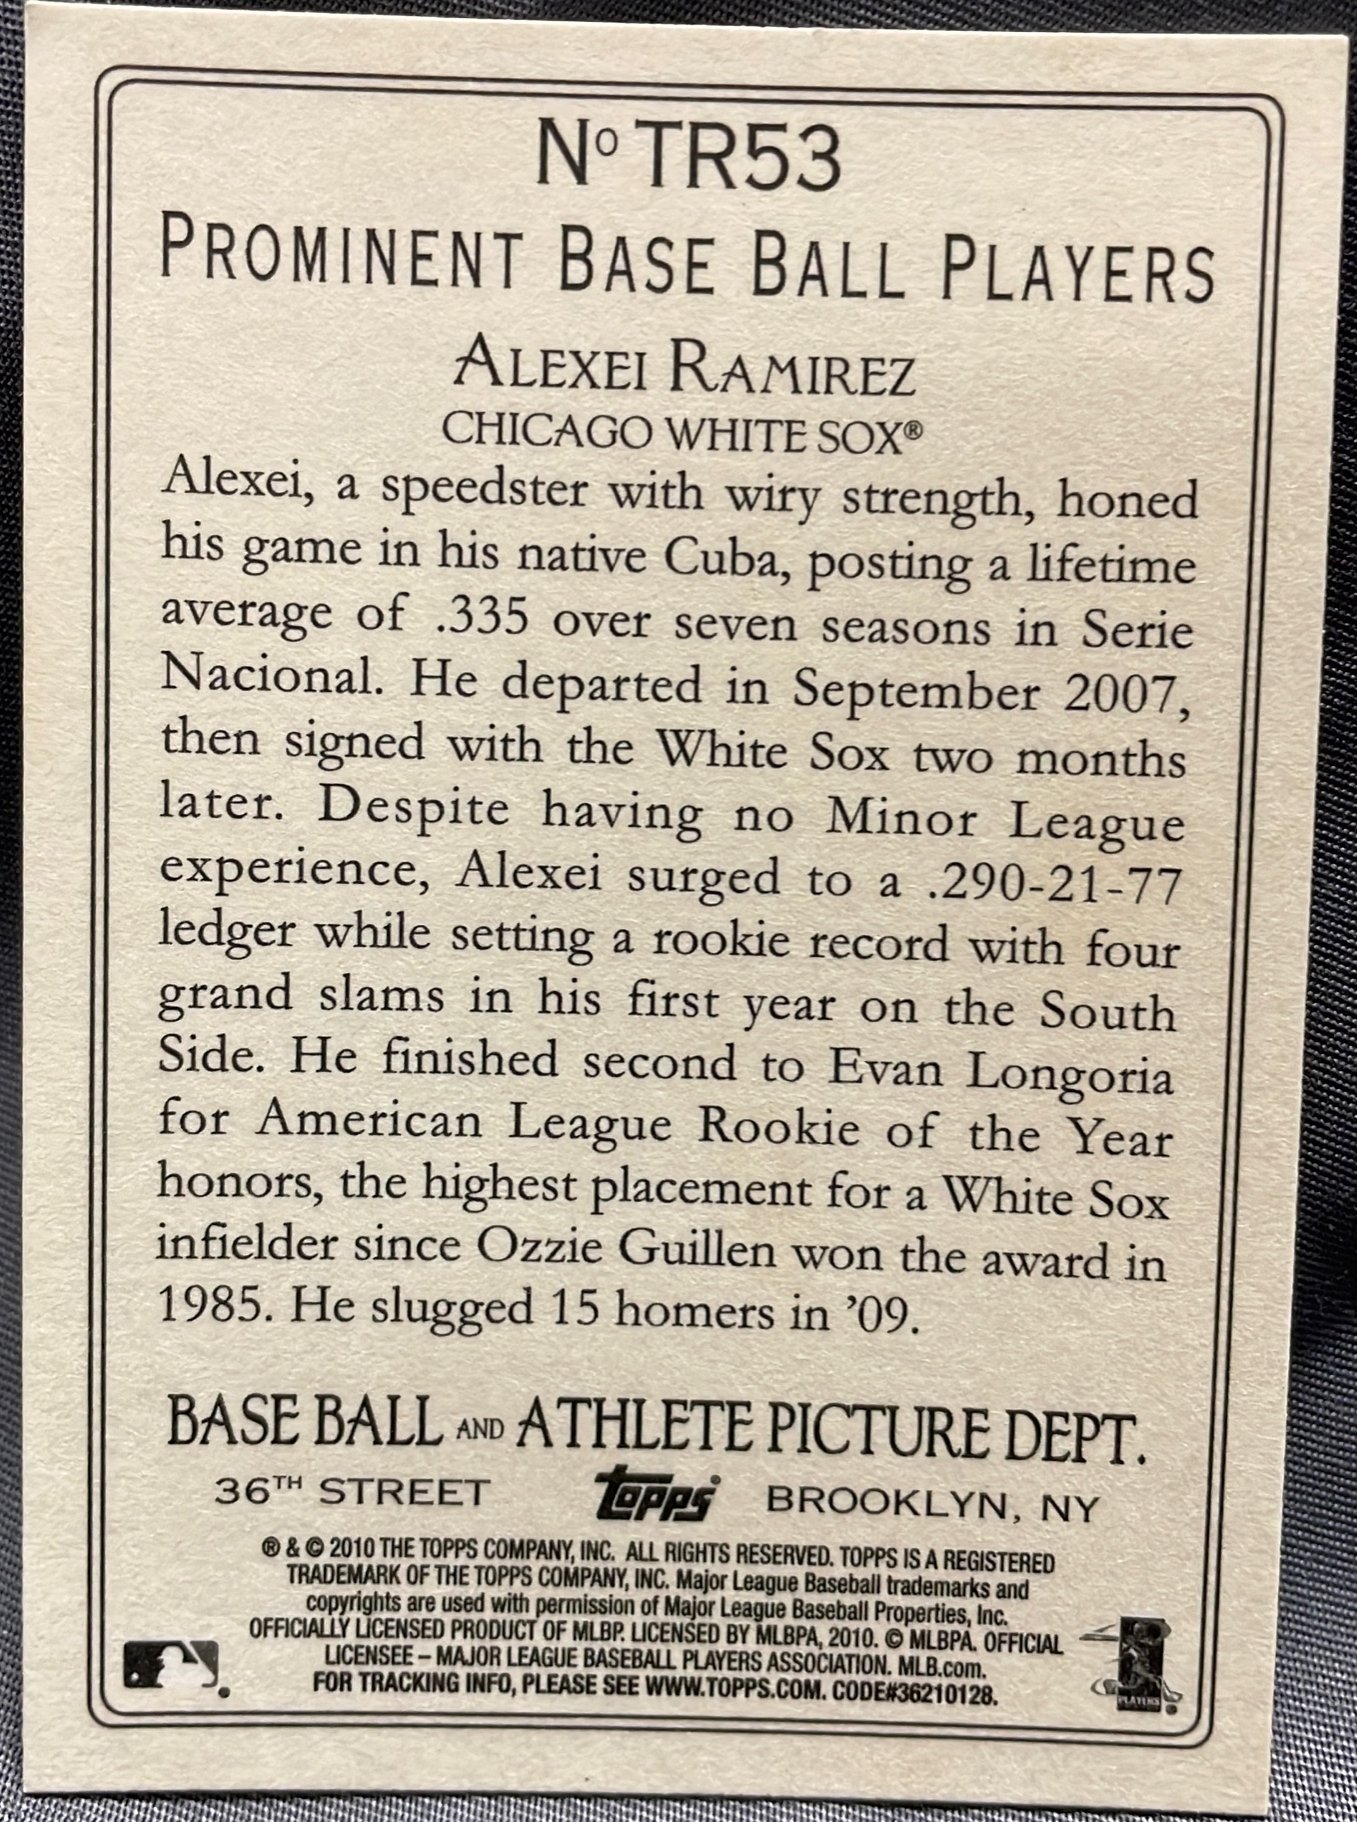 Nº TR53
PROMINENT BASE BALL PLAYERS
ALEXEI RAMIREZ
CHICAGO WHITE SOX®
Alexei, a speedster with wiry strength, honed
his game in his native Cuba, posting a lifetime
average of .335 over seven seasons in Serie
Nacional. He departed in September 2007,
then signed with the White Sox two months
later. Despite having no Minor League
experience, Alexei surged to a .290-21-77
ledger while setting a rookie record with four
grand slams in his first year on the South
Side. He finished second to Evan Longoria
for American League Rookie of the Year
honors, the highest placement for a White Sox
infielder since Ozzie Guillen won the award in
1985. He slugged 15 homers in ’09.
BASE BALL AND ATHLETE PICTURE DEPT.
36TH STREET Topps BROOKLYN, NY
® & © 2010 THE TOPPS COMPANY, INC. ALL RIGHTS RESERVED. TOPPS IS A REGISTERED
TRADEMARK OF THE TOPPS COMPANY, INC. Major League Baseball trademarks and
copyrights are used with permission of Major League Baseball Properties, Inc.
OFFICIALLY LICENSED PRODUCT OF MLBP. LICENSED BY MLBPA, 2010. © MLBPA. OFFICIAL
LICENSEE – MAJOR LEAGUE BASEBALL PLAYERS ASSOCIATION. MLB.com.
FOR TRACKING INFO, PLEASE SEE WWW.TOPPS.COM. CODE#36210128.
PLAYERS